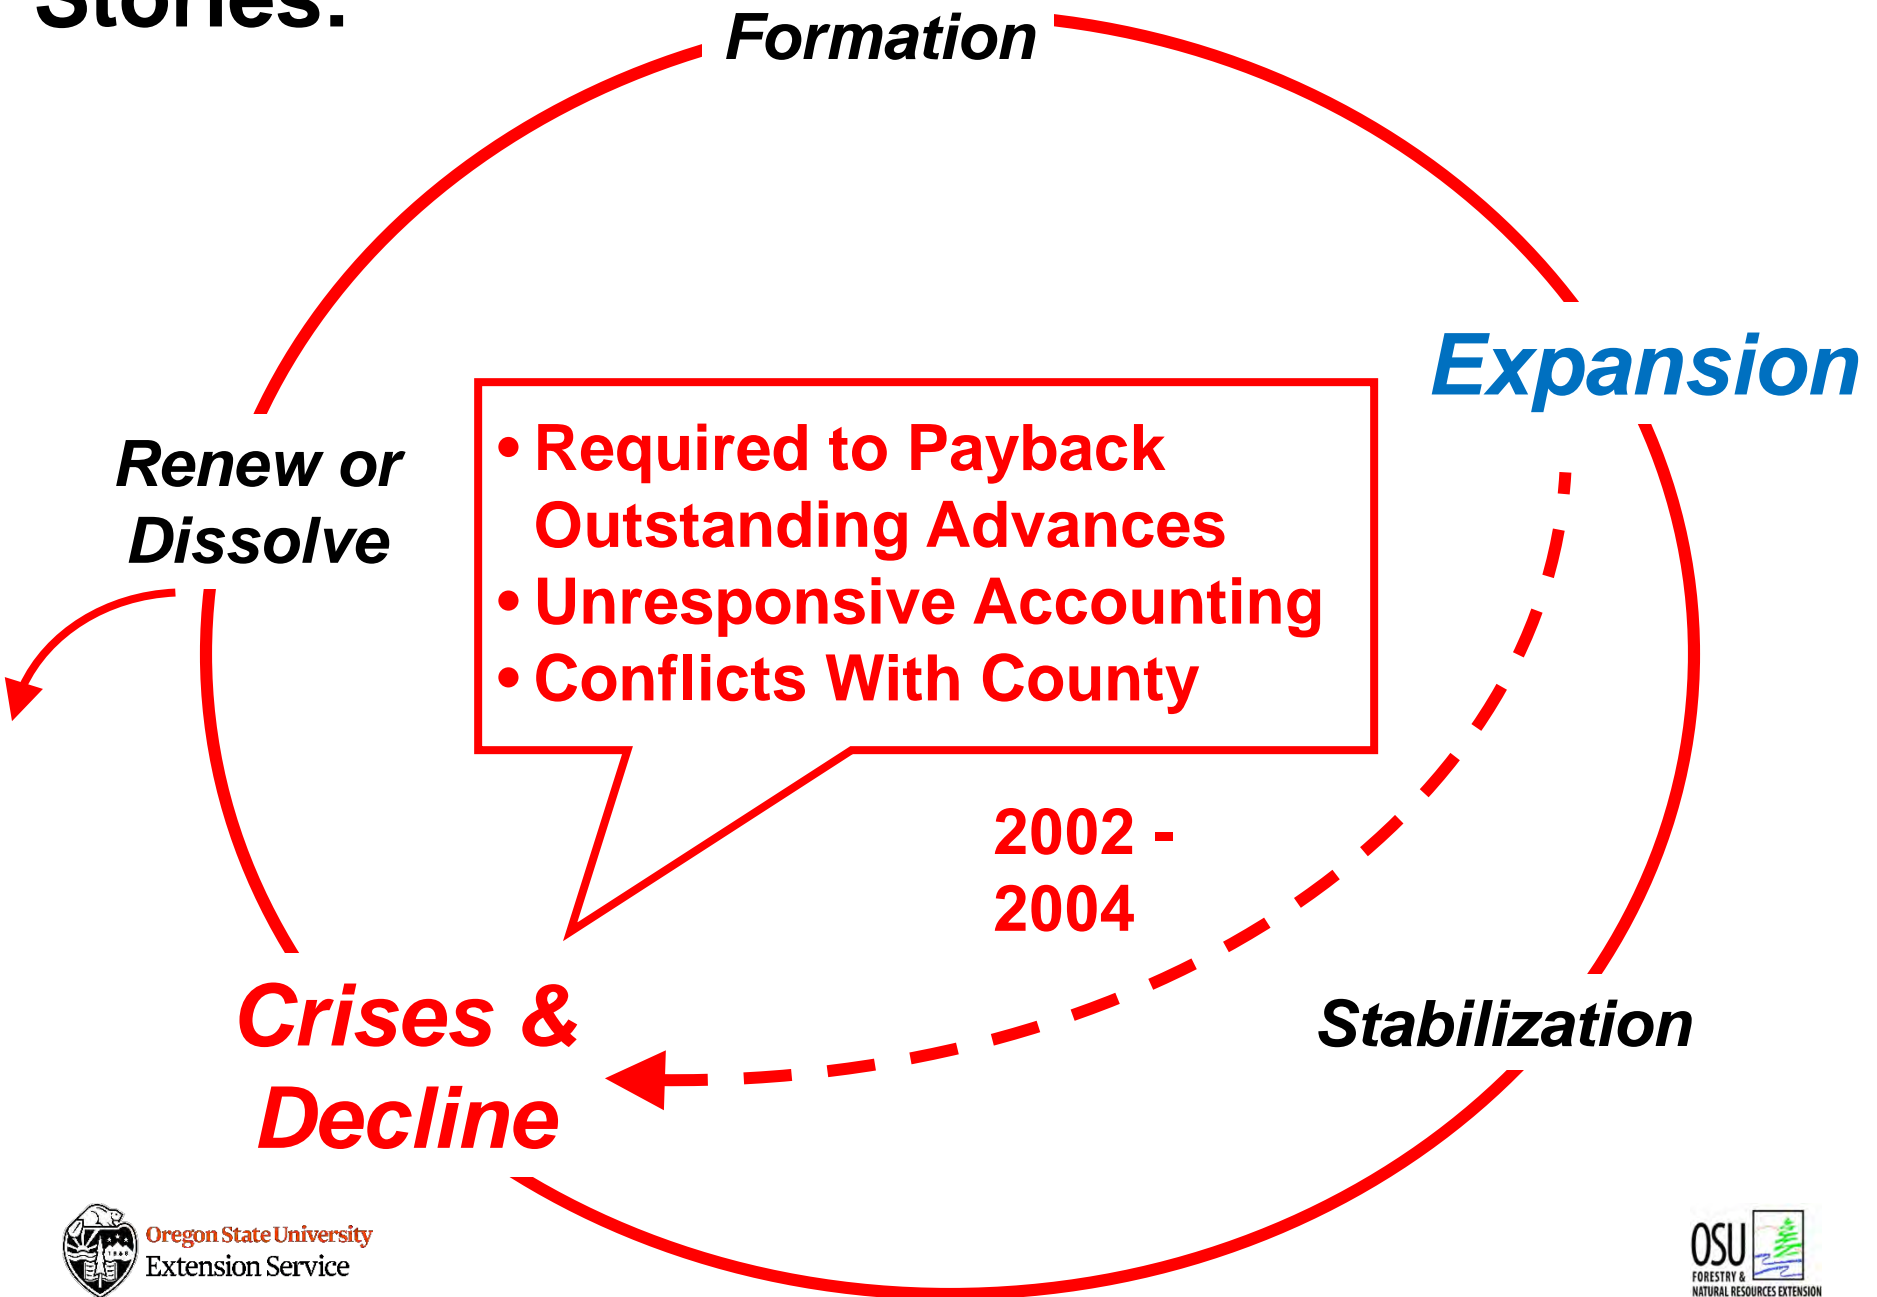 Stories:
Formation
Expansion
Renew or
Dissolve
• Required to Payback
Outstanding Advances
• Unresponsive Accounting
• Conflicts With County
2002 -
2004
Stabilization
Crises &
Decline
Oregon State University
Extension Service
OSU
FORESTRY &
NATURAL RESOURCES EXTENSION